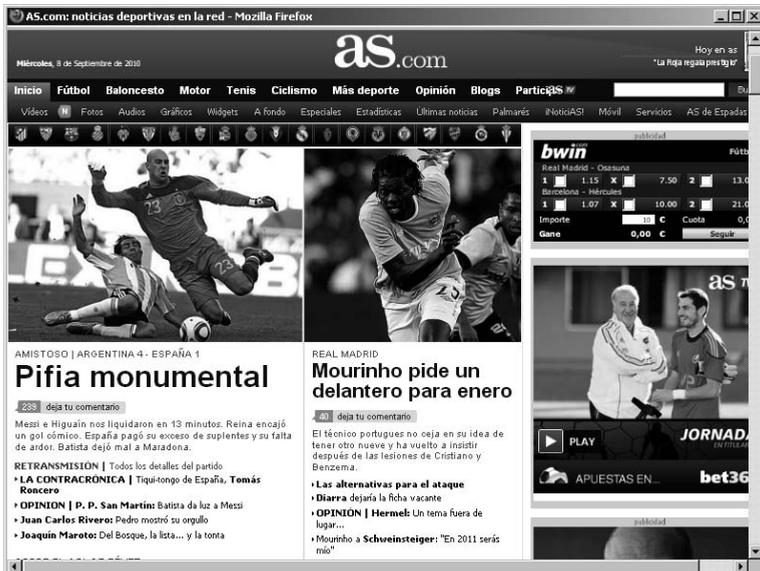 AS.com: noticias deportivas en la red - Mozilla Firefox
as.com
Miércoles, 8 de Septiembre de 2010
Hoy en as
"La Roja regala prestigio"
Inicio Fútbol Baloncesto Motor Tenis Ciclismo Más deporte Opinión Blogs
Vídeos N Fotos Audios Gráficos Widgets A fondo Especiales Estadísticas Últimas noticias Palmarés ¡NoticiAS! Móvil Servicios AS de Espadas
publicidad
bwin.com Fútb
Real Madrid - Osasuna
1 1.15 X 7.50 2 13.0
Barcelona - Hércules
1 1.07 X 10.00 2 21.0
Importe 10 € Cuota 0,0
Gane 0,00 € Seguir
23
23
23
as
AMISTOSO | ARGENTINA 4 - ESPAÑA 1
Pifia monumental
239 deja tu comentario
Messi e Higuaín nos liquidaron en 13 minutos. Reina encajó
un gol cómico. España pagó su exceso de suplentes y su falta
de ardor. Batista dejó mal a Maradona.
RETRANSMISIÓN | Todos los detalles del partido
LA CONTRACRÓNICA | Tiqui-tongo de España, Tomás
Roncero
OPINION | P. P. San Martín: Batista da luz a Messi
Juan Carlos Rivero: Pedro mostró su orgullo
Joaquín Maroto: Del Bosque, la lista... y la tonta
REAL MADRID
Mourinho pide un
delantero para enero
40 deja tu comentario
El técnico portugues no ceja en su idea de
tener otro nueve y ha vuelto a insistir
después de las lesiones de Cristiano y
Benzema.
Las alternativas para el ataque
Diarra dejaría la ficha vacante
OPINIÓN | Hermel: Un tema fuera de
lugar...
Mourinho a Schweinsteiger: "En 2011 serás
mío"
PLAY
JORNADA
APUESTAS EN... bet36
publicidad